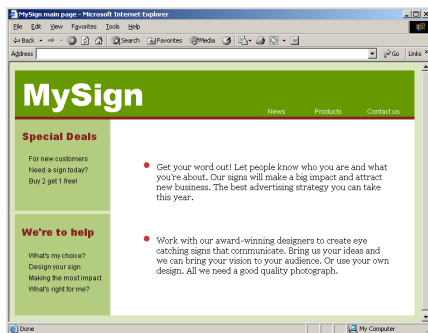 MySign main page - Microsoft Internet Explorer
File Edit View Favorites Tools Help
Back Search Favorites Media
Address Go Links
MySign
News Products Contact us
Special Deals
For new customers
Need a sign today?
Buy 2 get 1 free!
Get your word out! Let people know who you are and what
you're about. Our signs will make a big impact and attract
new business. The best advertising strategy you can take
this year.
We're to help
What's my choice?
Design your sign
Making the most impact
What's right for me?
Work with our award-winning designers to create eye
catching signs that communicate. Bring us your ideas and
we can bring your vision to your audience. Or use your own
design. All we need a good quality photograph.
Done My Computer